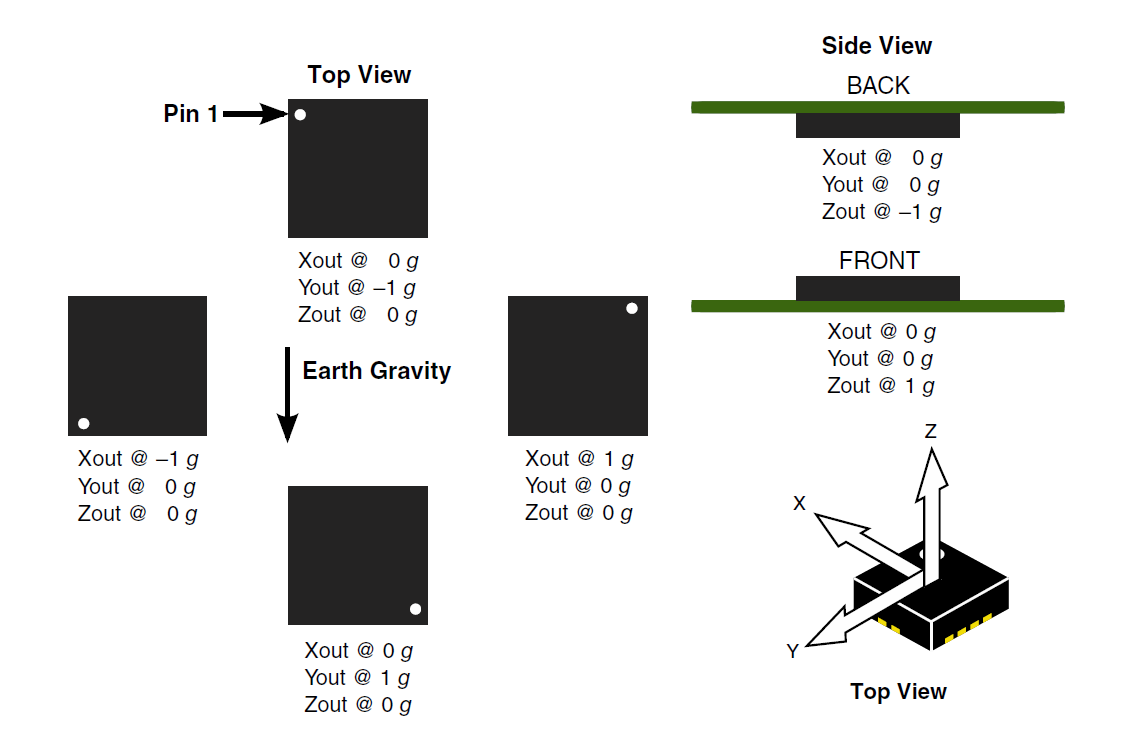 Top View
Pin 1
Xout @ 0 g
Yout @ –1 g
Zout @ 0 g
Earth Gravity
Xout @ –1 g
Yout @ 0 g
Zout @ 0 g
Xout @ 1 g
Yout @ 0 g
Zout @ 0 g
Xout @ 0 g
Yout @ 1 g
Zout @ 0 g
Side View
BACK
Xout @ 0 g
Yout @ 0 g
Zout @ –1 g
FRONT
Xout @ 0 g
Yout @ 0 g
Zout @ 1 g
Z
X
Y
Top View